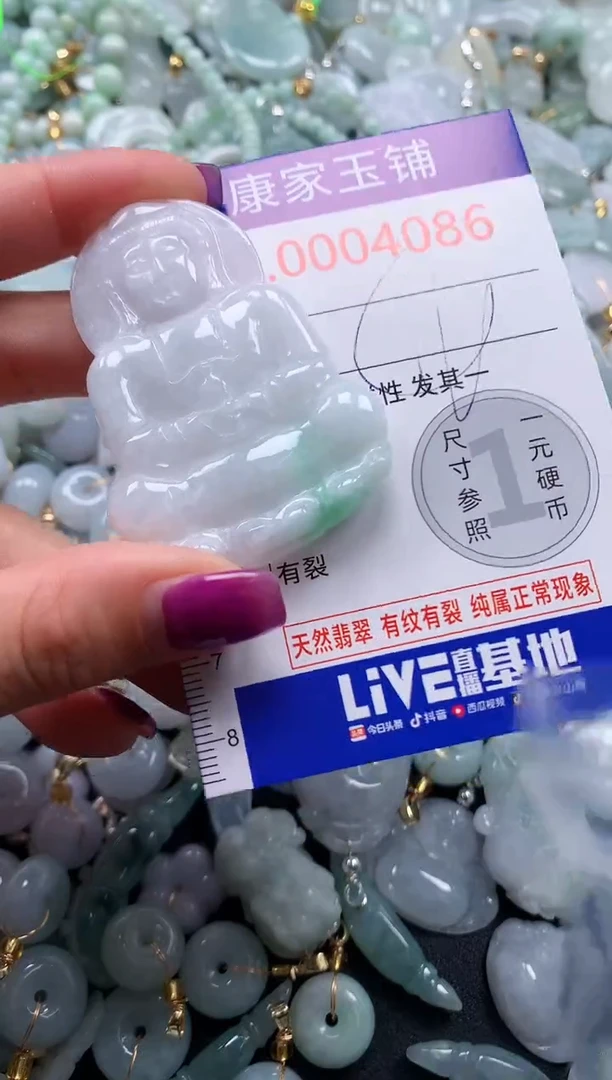 康家玉铺
.0004086
性 发其一
尺寸参照
1
一元硬币
有裂
天然翡翠 有纹有裂 纯属正常现象
7
LiVE直播基地
今日头条 抖音 西瓜视频
8